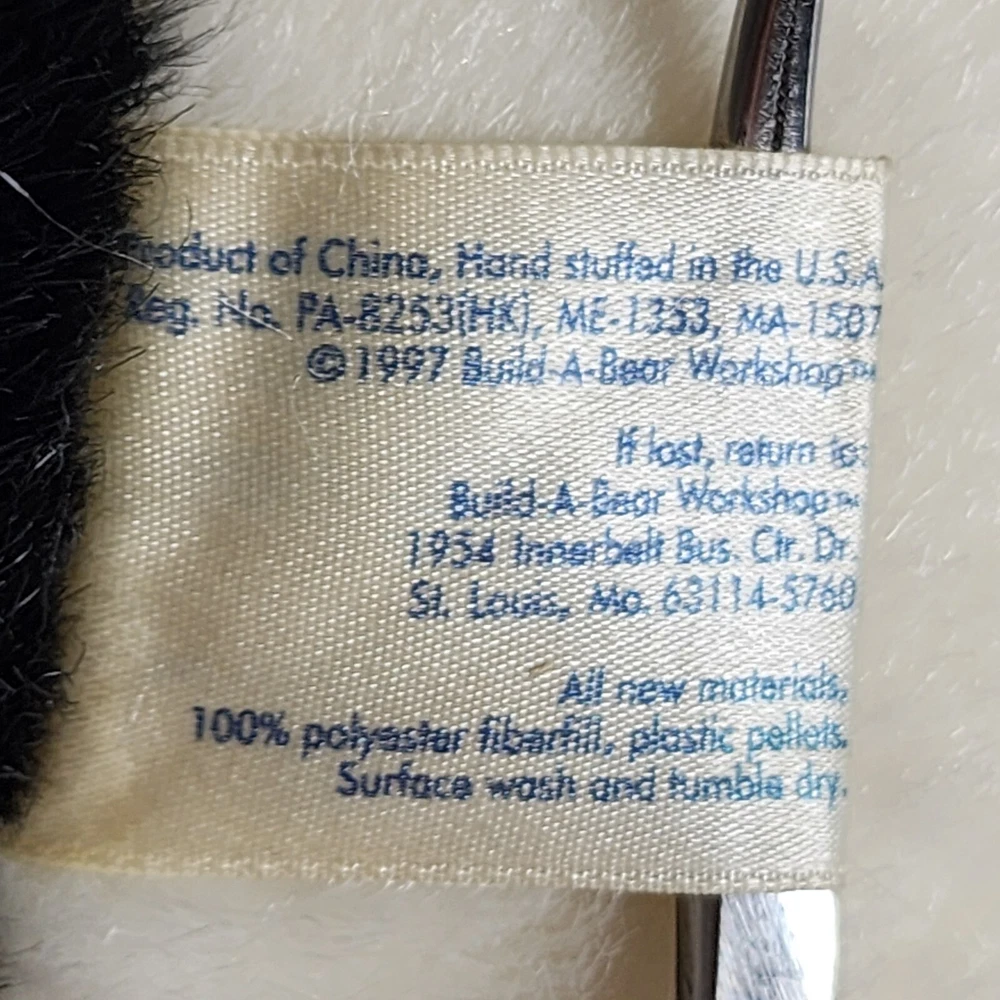 Product of China, Hand stuffed in the U.S.A.
Reg. No. PA-8253(HK), ME-1353, MA-1507
©1997 Build-A-Bear Workshop™
If lost, return to:
Build-A-Bear Workshop™
1954 Innerbelt Bus. Ctr. Dr.
St. Louis, Mo. 63114-5760
All new materials.
100% polyester fiberfill, plastic pellets.
Surface wash and tumble dry.